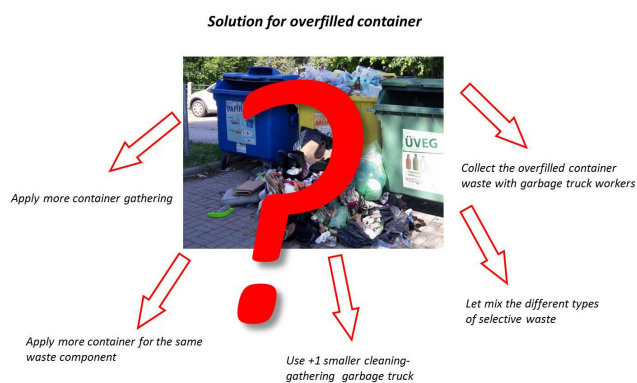 Solution for overfilled container
PAPÍR
ÜVEG
Apply more container gathering
Collect the overfilled container
waste with garbage truck workers
Apply more container for the same
waste component
Use +1 smaller cleaning-
gathering garbage truck
Let mix the different types
of selective waste